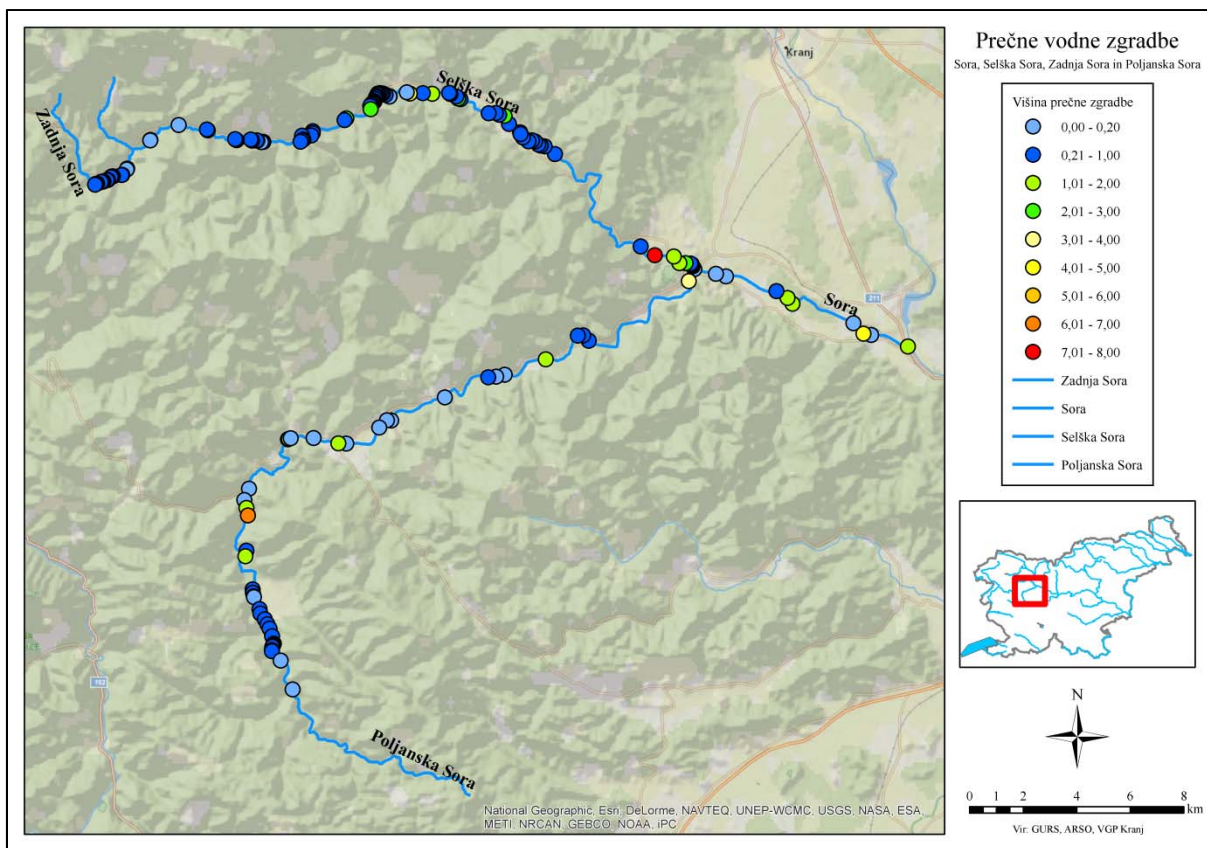 Kranj
Selška Sora
Zadnja Sora
Sora
211
102
Poljanska Sora
National Geographic, Esri, DeLorme, NAVTEQ, UNEP-WCMC, USGS, NASA, ESA,
METI, NRCAN, GEBCO, NOAA, iPC
Prečne vodne zgradbe
Sora, Selška Sora, Zadnja Sora in Poljanska Sora
Višina prečne zgradbe
0,00 - 0,20
0,21 - 1,00
1,01 - 2,00
2,01 - 3,00
3,01 - 4,00
4,01 - 5,00
5,01 - 6,00
6,01 - 7,00
7,01 - 8,00
Zadnja Sora
Sora
Selška Sora
Poljanska Sora
N
0 1 2 4 6 8
km
Vir: GURS, ARSO, VGP Kranj